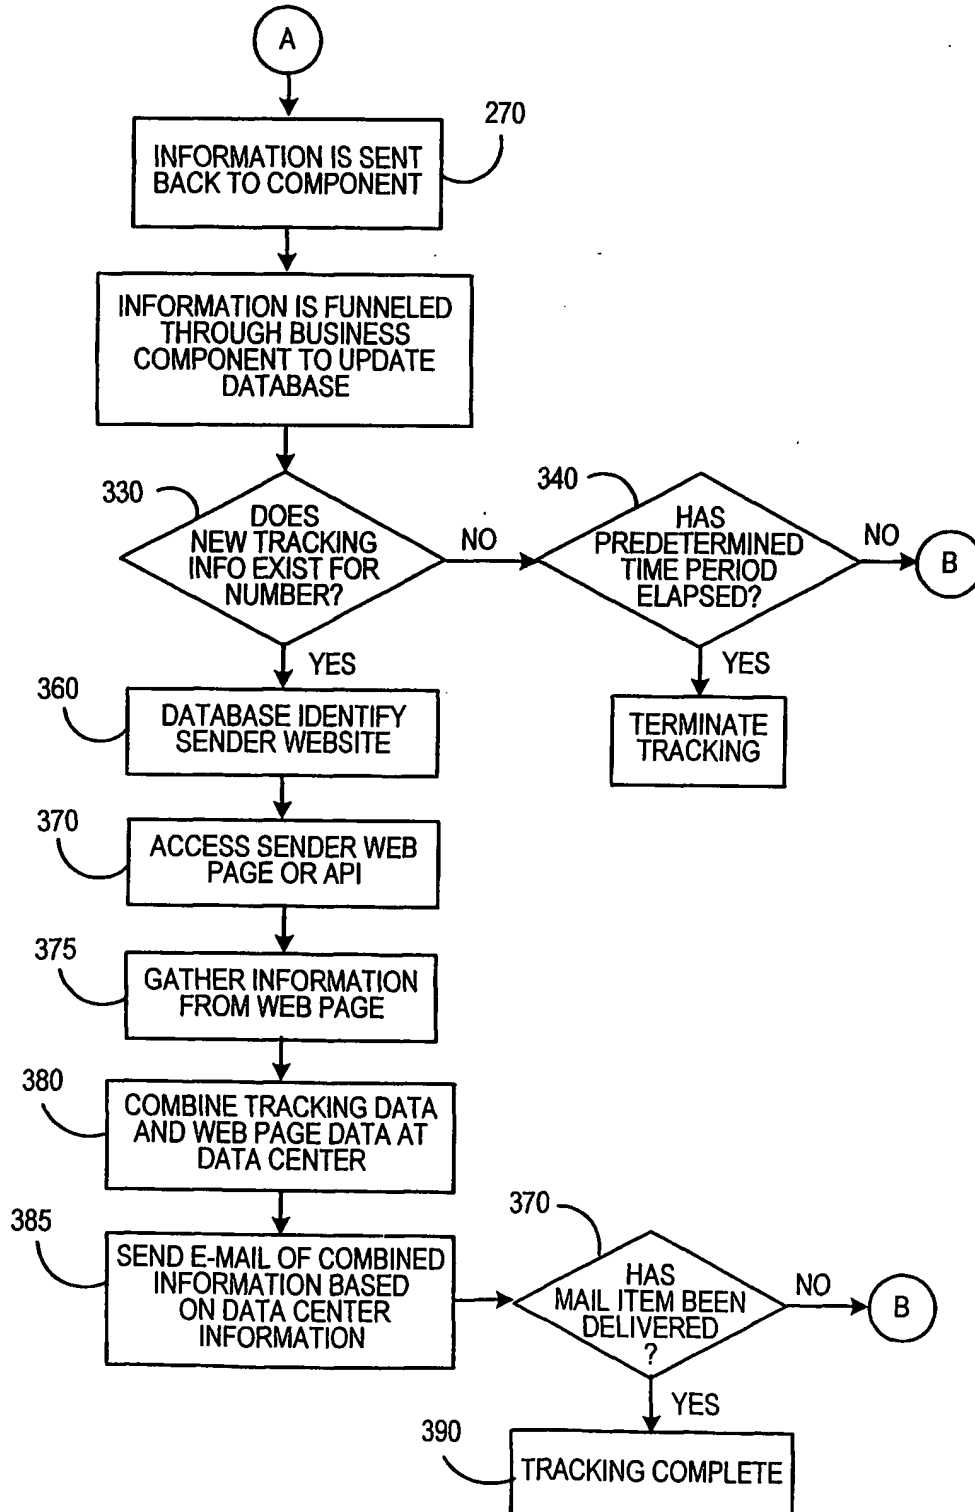 A
270
INFORMATION IS SENT
BACK TO COMPONENT
INFORMATION IS FUNNELED
THROUGH BUSINESS
COMPONENT TO UPDATE
DATABASE
330
DOES
NEW TRACKING
INFO EXIST FOR
NUMBER?
NO
340
HAS
PREDETERMINED
TIME PERIOD
ELAPSED?
NO
B
YES
YES
360
DATABASE IDENTIFY
SENDER WEBSITE
TERMINATE
TRACKING
370
ACCESS SENDER WEB
PAGE OR API
375
GATHER INFORMATION
FROM WEB PAGE
380
COMBINE TRACKING DATA
AND WEB PAGE DATA AT
DATA CENTER
385
SEND E-MAIL OF COMBINED
INFORMATION BASED
ON DATA CENTER
INFORMATION
370
HAS
MAIL ITEM BEEN
DELIVERED
?
NO
B
YES
390
TRACKING COMPLETE